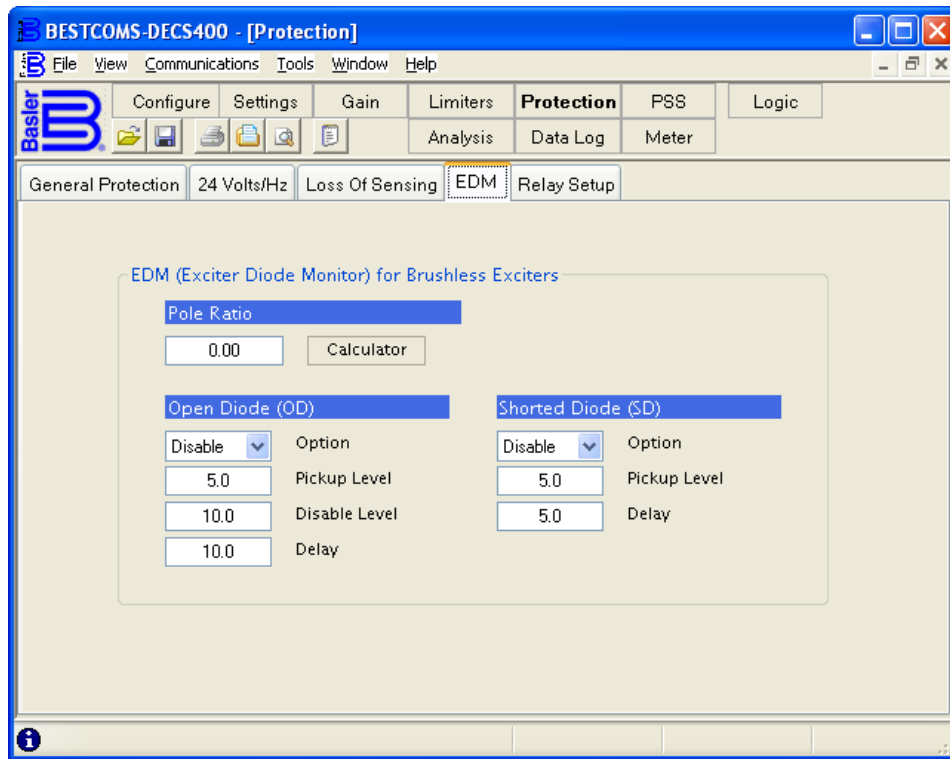 BESTCOMS-DECS400 - [Protection]
File View Communications Tools Window Help
Basler
Configure Settings Gain Limiters Protection PSS Logic
Analysis Data Log Meter
General Protection 24 Volts/Hz Loss Of Sensing EDM Relay Setup
EDM (Exciter Diode Monitor) for Brushless Exciters
Pole Ratio
0.00 Calculator
Open Diode (OD) Shorted Diode (SD)
Disable Option Disable Option
5.0 Pickup Level 5.0 Pickup Level
10.0 Disable Level 5.0 Delay
10.0 Delay